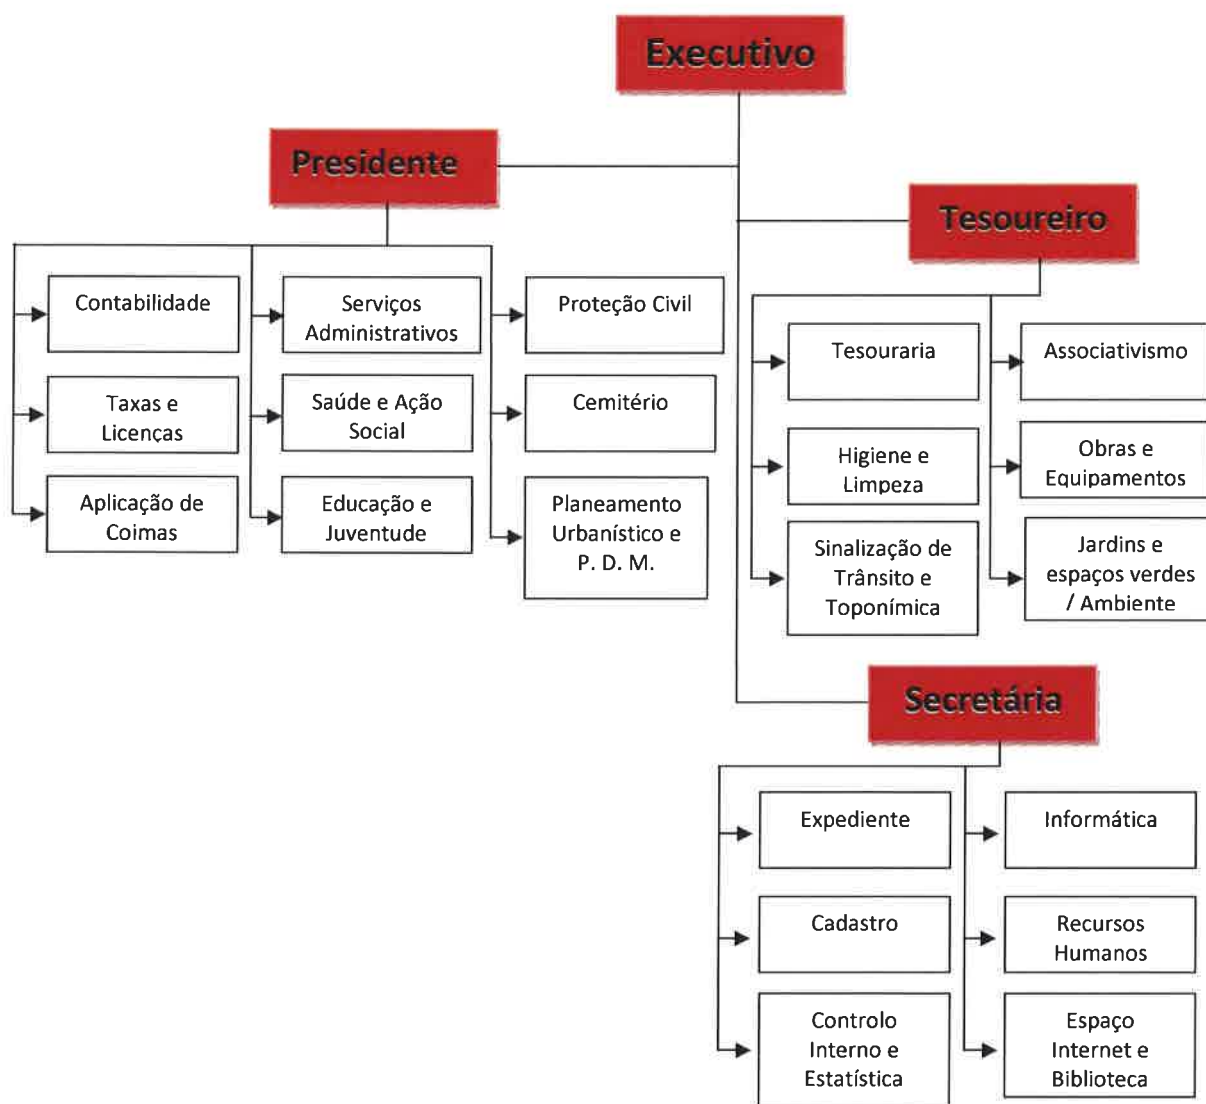 Executivo
Presidente
Contabilidade
Taxas e
Licenças
Aplicação de
Coimas
Serviços
Administrativos
Saúde e Ação
Social
Educação e
Juventude
Proteção Civil
Cemitério
Planeamento
Urbanístico e
P. D. M.
Tesoureiro
Tesouraria
Higiene e
Limpeza
Sinalização de
Trânsito e
Toponímica
Associativismo
Obras e
Equipamentos
Jardins e
espaços verdes
/ Ambiente
Secretária
Expediente
Cadastro
Controlo
Interno e
Estatística
Informática
Recursos
Humanos
Espaço
Internet e
Biblioteca